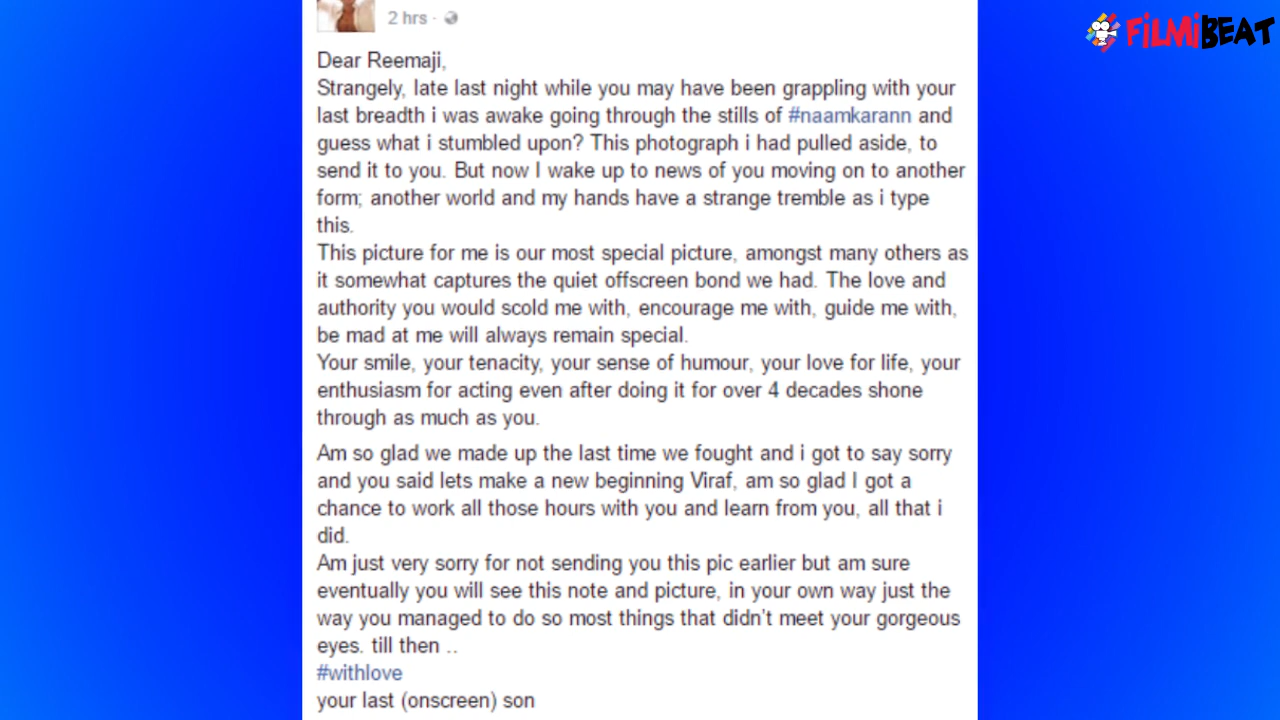 FiLMiBEAT
2 hrs ·
Dear Reemaji,
Strangely, late last night while you may have been grappling with your
last breadth i was awake going through the stills of #naamkarann and
guess what i stumbled upon? This photograph i had pulled aside, to
send it to you. But now I wake up to news of you moving on to another
form; another world and my hands have a strange tremble as i type
this.
This picture for me is our most special picture, amongst many others as
it somewhat captures the quiet offscreen bond we had. The love and
authority you would scold me with, encourage me with, guide me with,
be mad at me will always remain special.
Your smile, your tenacity, your sense of humour, your love for life, your
enthusiasm for acting even after doing it for over 4 decades shone
through as much as you.
Am so glad we made up the last time we fought and i got to say sorry
and you said lets make a new beginning Viraf, am so glad I got a
chance to work all those hours with you and learn from you, all that i
did.
Am just very sorry for not sending you this pic earlier but am sure
eventually you will see this note and picture, in your own way just the
way you managed to do so most things that didn't meet your gorgeous
eyes. till then ..
#withlove
your last (onscreen) son